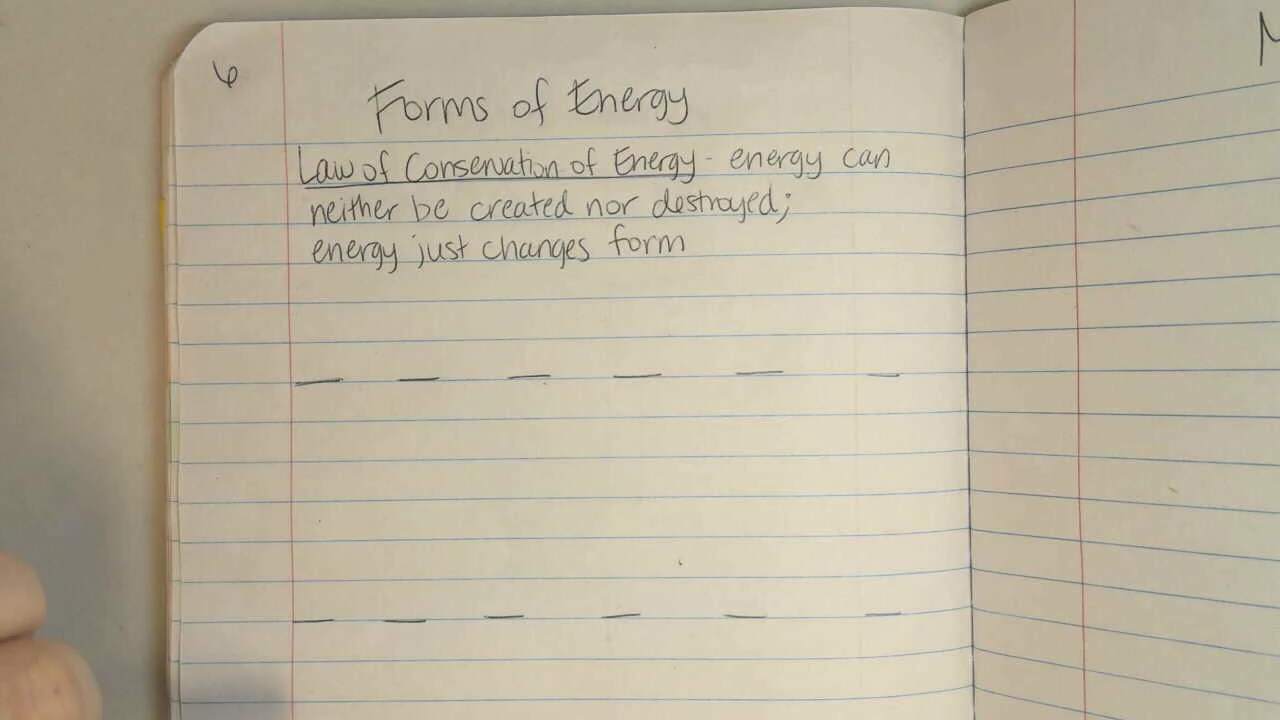 6
Forms of Energy
Law of Conservation of Energy - energy can
neither be created nor destroyed;
energy just changes form